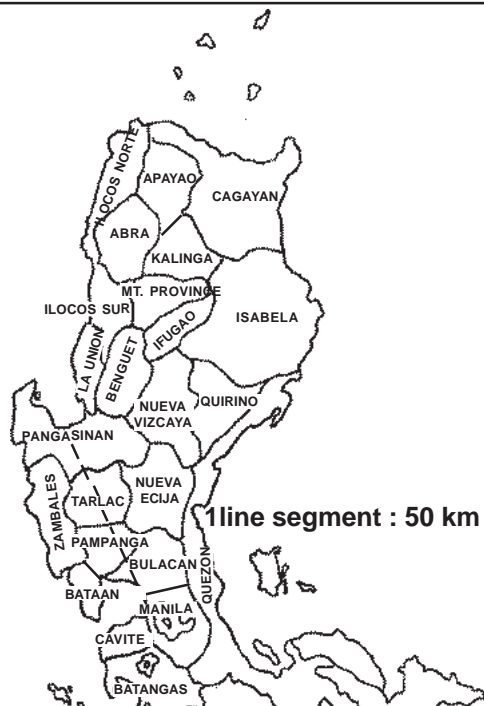 ILOCOS NORTE
APAYAO
CAGAYAN
ABRA
KALINGA
MT. PROVINCE
ILOCOS SUR
ISABELA
IFUGAO
LA UNION
BENGUET
QUIRINO
NUEVA
VIZCAYA
PANGASINAN
ZAMBALES
TARLAC
NUEVA
ECIJA
1line segment : 50 km
PAMPANGA
BULACAN
QUEZON
BATAAN
MANILA
CAVITE
BATANGAS